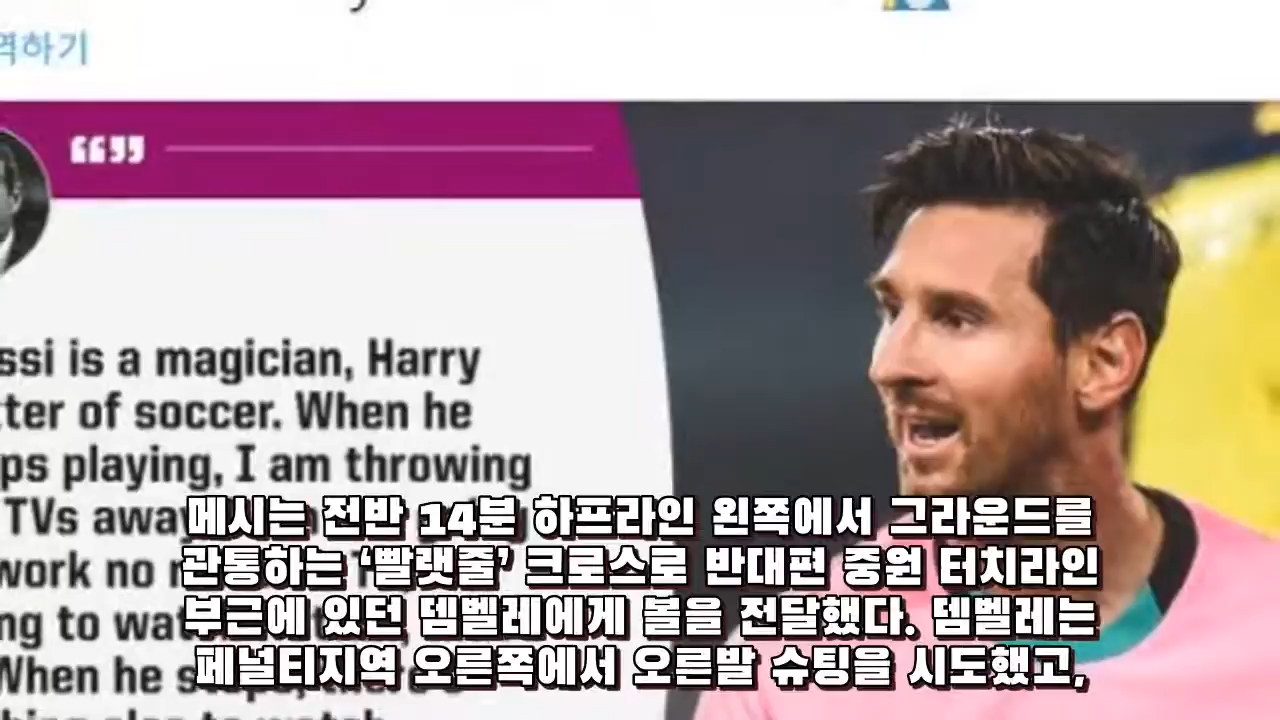 역하기
““””
ssi is a magician, Harry
tter of soccer. When he
ps playing, I am throwing
TVs away
work no
ng to wat
When he s
메시는 전반 14분 하프라인 왼쪽에서 그라운드를
관통하는 ‘빨랫줄’ 크로스로 반대편 중원 터치라인
부근에 있던 뎀벨레에게 볼을 전달했다. 뎀벨레는
페널티지역 오른쪽에서 오른발 슈팅을 시도했고,